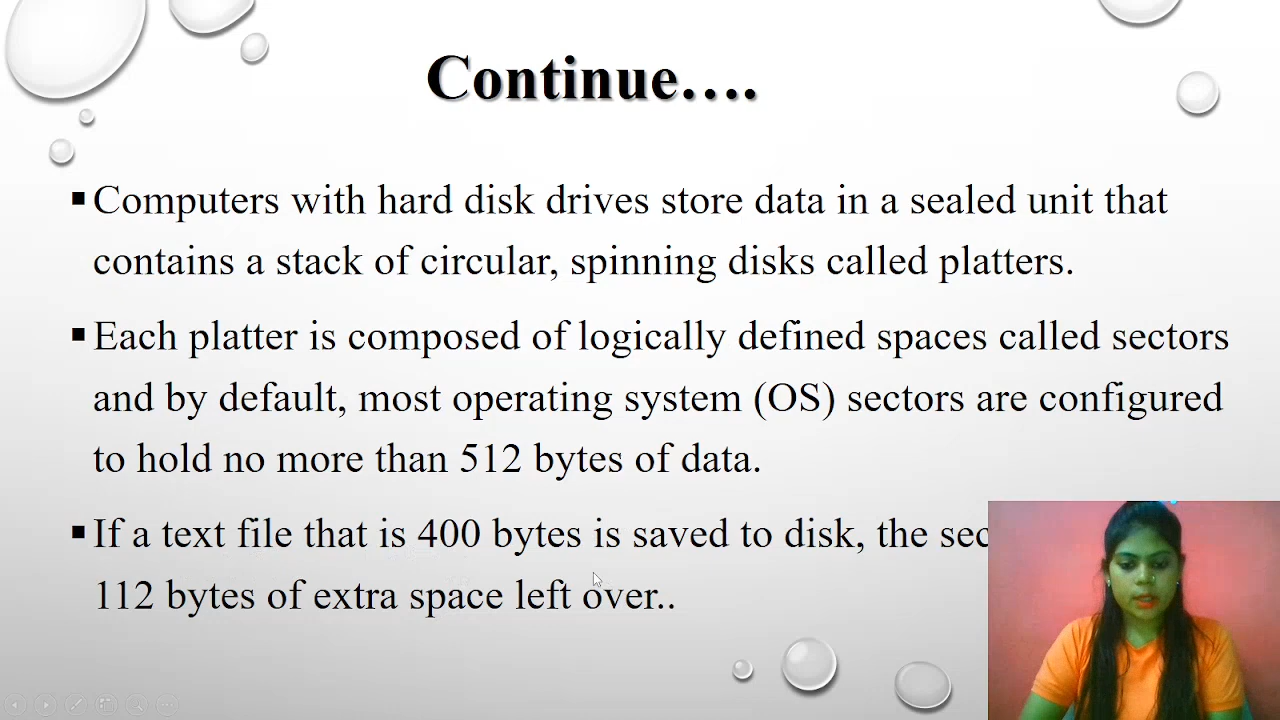 Continue….
▪Computers with hard disk drives store data in a sealed unit that
contains a stack of circular, spinning disks called platters.
▪Each platter is composed of logically defined spaces called sectors
and by default, most operating system (OS) sectors are configured
to hold no more than 512 bytes of data.
▪If a text file that is 400 bytes is saved to disk, the
112 bytes of extra space left over..